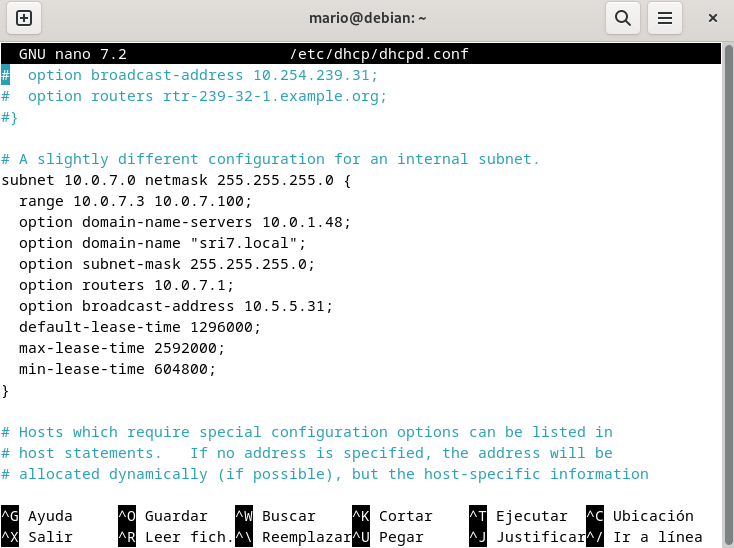 mario@debian: ~
GNU nano 7.2 /etc/dhcp/dhcpd.conf
#  option broadcast-address 10.254.239.31;
#  option routers rtr-239-32-1.example.org;
#}
# A slightly different configuration for an internal subnet.
subnet 10.0.7.0 netmask 255.255.255.0 {
  range 10.0.7.3 10.0.7.100;
  option domain-name-servers 10.0.1.48;
  option domain-name "sri7.local";
  option subnet-mask 255.255.255.0;
  option routers 10.0.7.1;
  option broadcast-address 10.5.5.31;
  default-lease-time 1296000;
  max-lease-time 2592000;
  min-lease-time 604800;
}
# Hosts which require special configuration options can be listed in
# host statements.   If no address is specified, the address will be
# allocated dynamically (if possible), but the host-specific information
^G Ayuda ^O Guardar ^W Buscar ^K Cortar ^T Ejecutar ^C Ubicación
^X Salir ^R Leer fich. ^\ Reemplazar ^U Pegar ^J Justificar ^/ Ir a línea